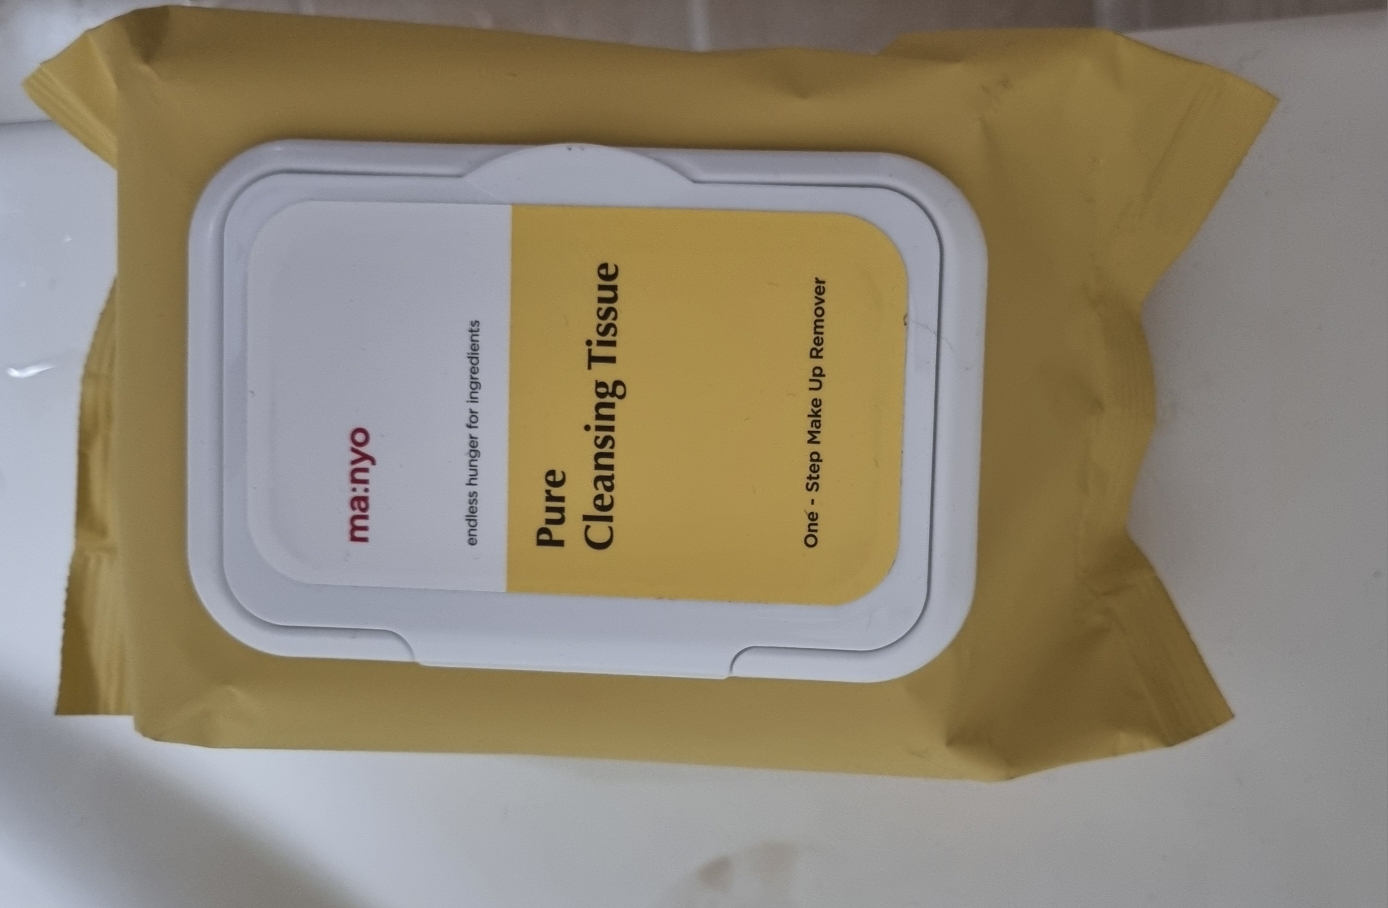 ma:nyo
endless hunger for ingredients
Pure
Cleansing Tissue
One - Step Make Up Remover